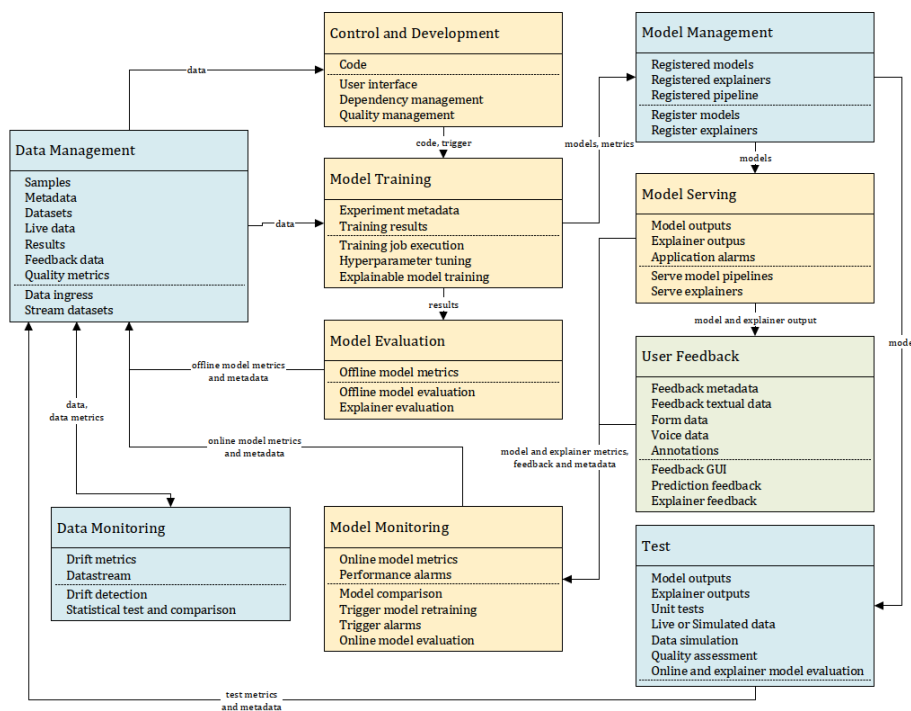 Control and Development
Code
User interface
Dependency management
Quality management
Model Management
Registered models
Registered explainers
Registered pipeline
Register models
Register explainers
data
code, trigger
models, metrics
models
Data Management
Samples
Metadata
Datasets
Live data
Results
Feedback data
Quality metrics
Data ingress
Stream datasets
data
Model Training
Experiment metadata
Training results
Training job execution
Hyperparameter tuning
Explainable model training
results
Model Serving
Model outputs
Explainer outpus
Application alarms
Serve model pipelines
Serve explainers
model and explainer output
model
Model Evaluation
Offline model metrics
Offline model evaluation
Explainer evaluation
offline model metrics
and metadata
User Feedback
Feedback metadata
Feedback textual data
Form data
Voice data
Annotations
Feedback GUI
Prediction feedback
Explainer feedback
data,
data metrics
online model metrics
and metadata
model and explainer metrics,
feedback and metadata
Data Monitoring
Drift metrics
Datastream
Drift detection
Statistical test and comparison
Model Monitoring
Online model metrics
Performance alarms
Model comparison
Trigger model retraining
Trigger alarms
Online model evaluation
Test
Model outputs
Explainer outputs
Unit tests
Live or Simulated data
Data simulation
Quality assessment
Online and explainer model evaluation
test metrics
and metadata